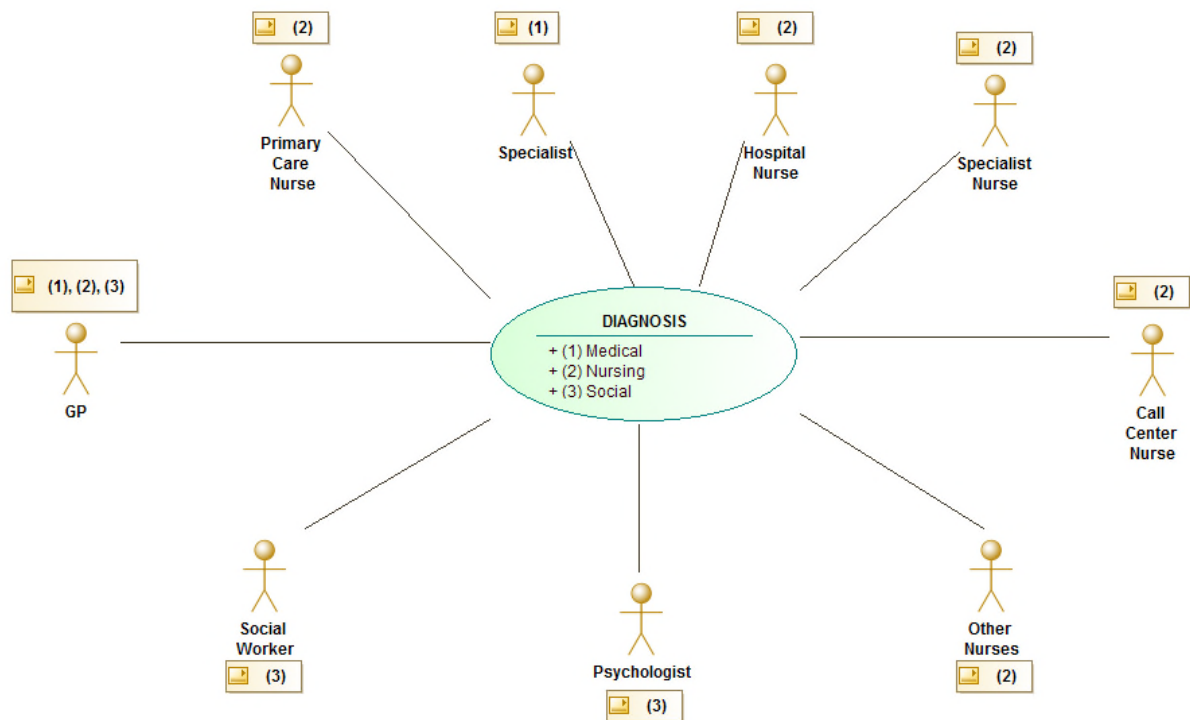 (2)
(1)
(2)
(2)
Primary
Care
Nurse
Specialist
Hospital
Nurse
Specialist
Nurse
(1), (2), (3)
GP
DIAGNOSIS
+ (1) Medical
+ (2) Nursing
+ (3) Social
(2)
Call
Center
Nurse
Social
Worker
(3)
Psychologist
(3)
Other
Nurses
(2)